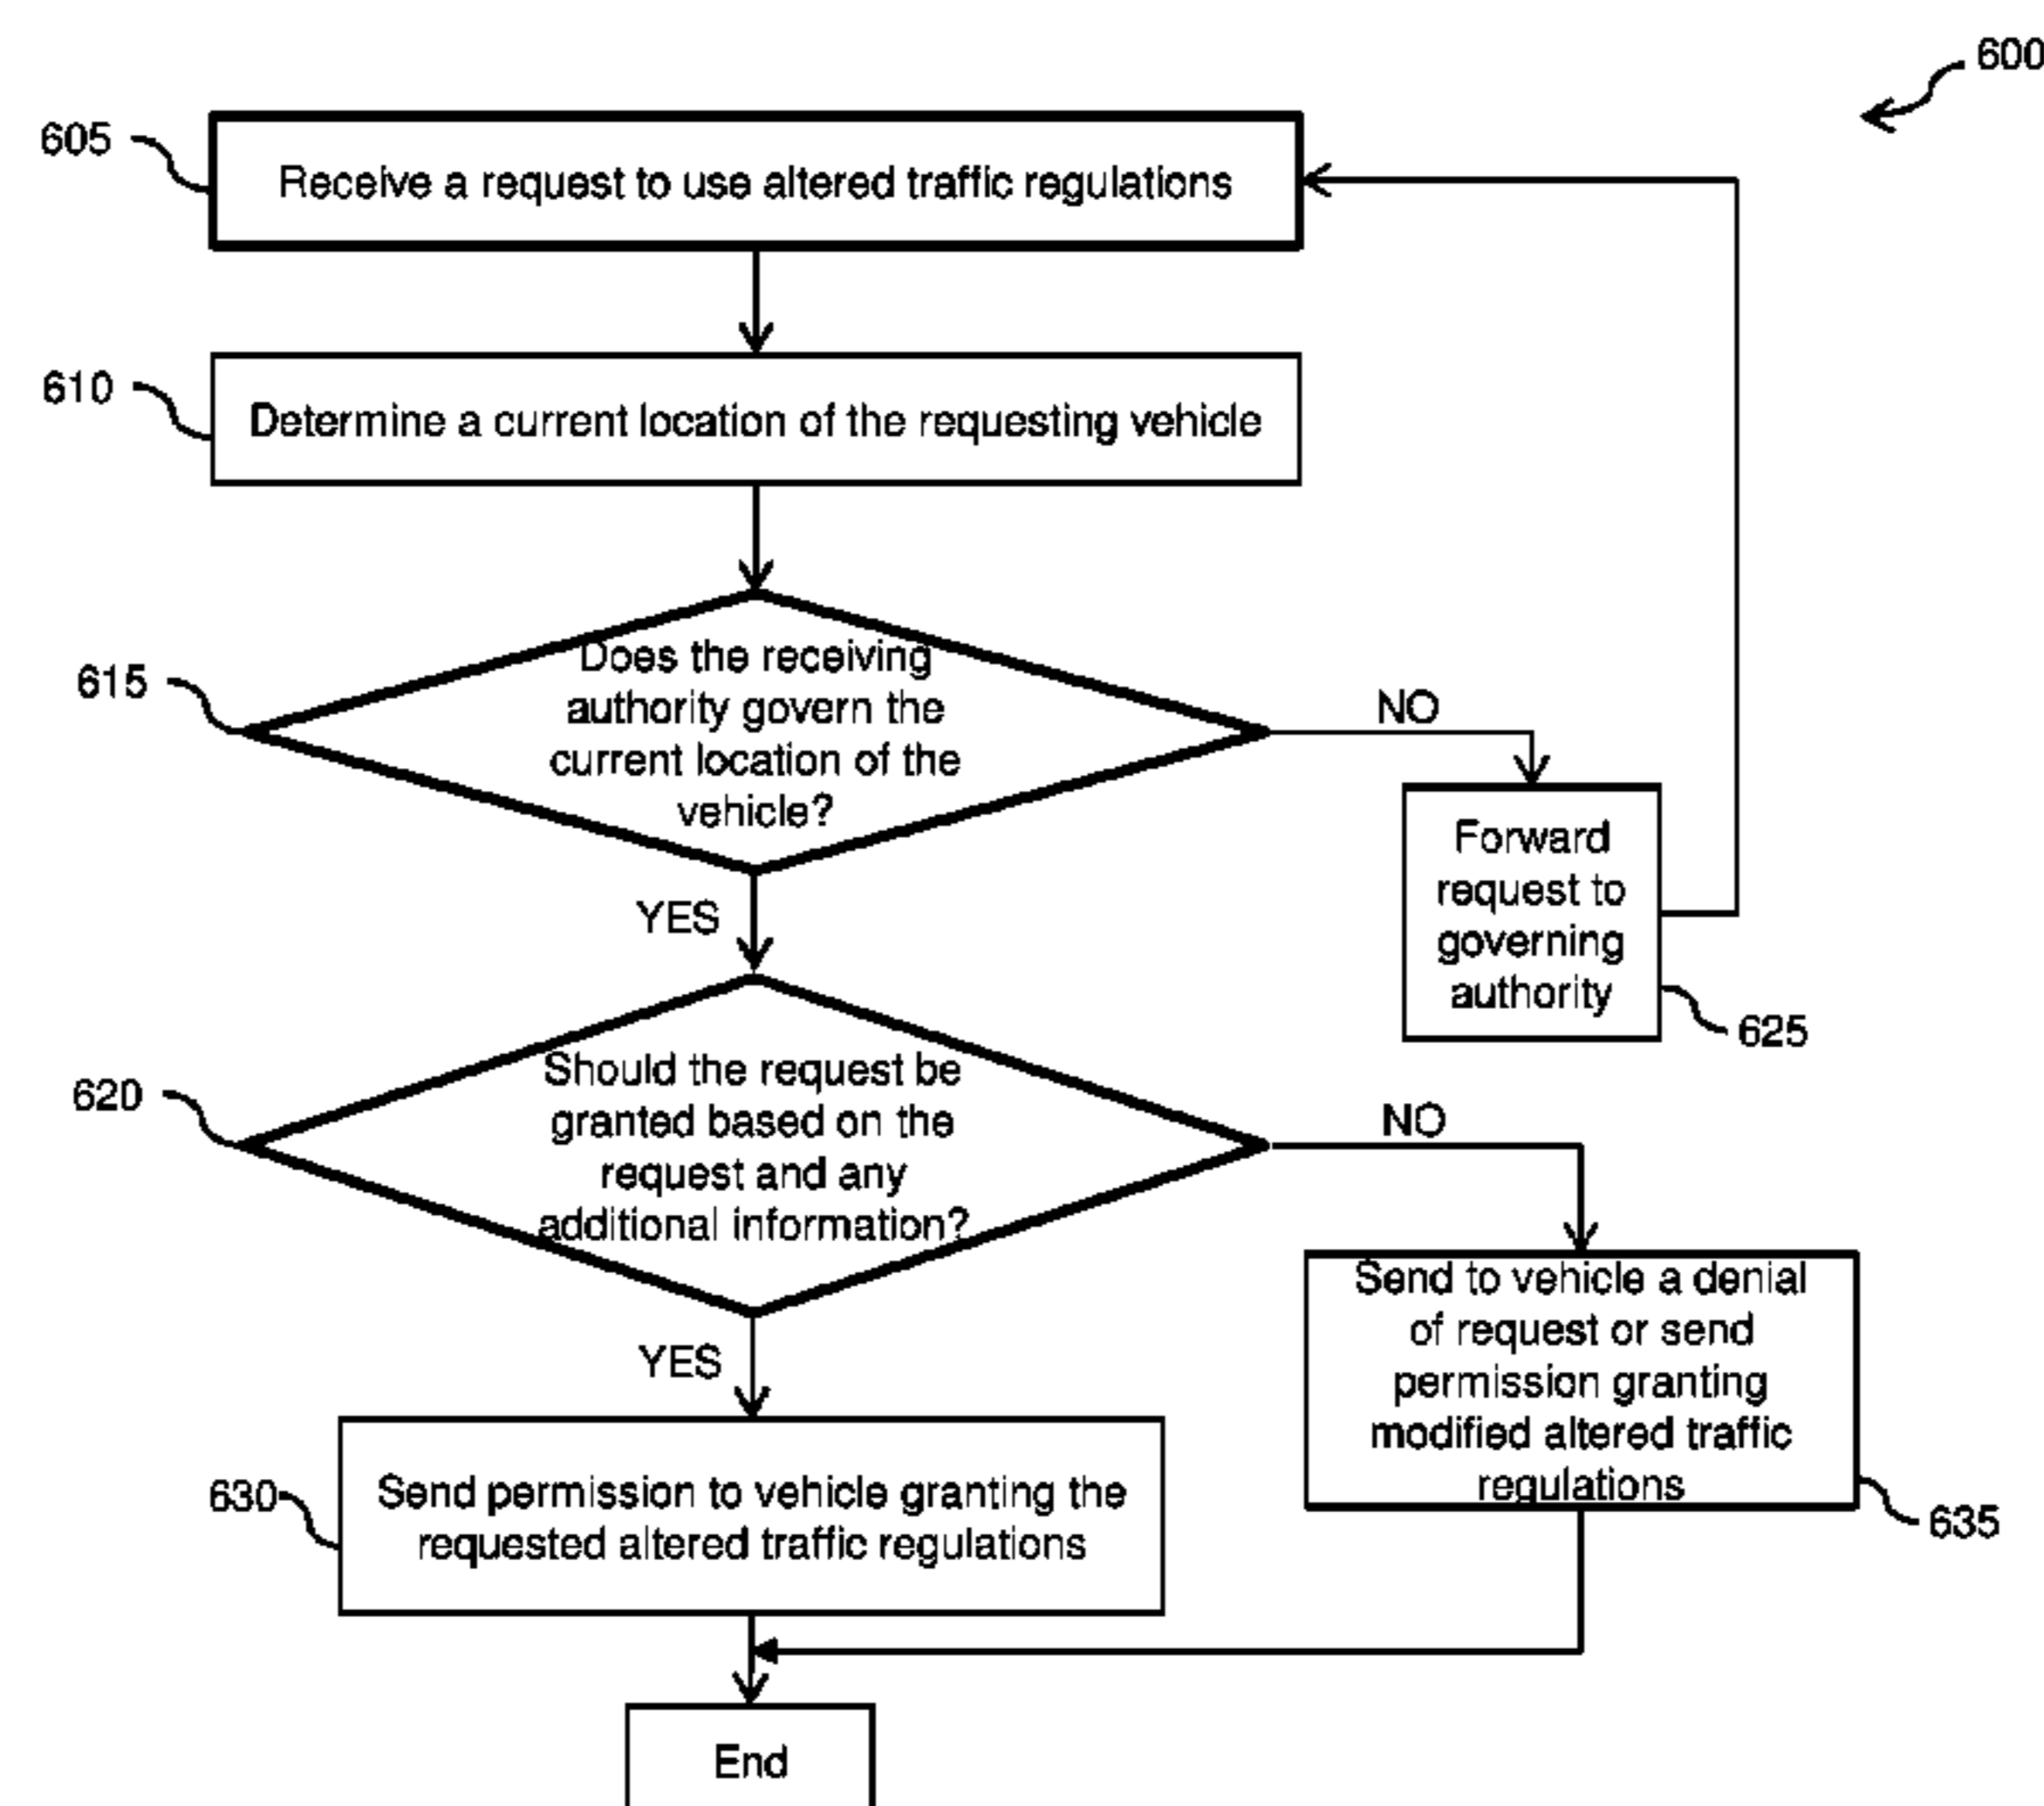 600
605
Receive a request to use altered traffic regulations
610
Determine a current location of the requesting vehicle
615
Does the receiving
authority govern the
current location of the
vehicle?
NO
YES
Forward
request to
governing
authority
625
620
Should the request be
granted based on the
request and any
additional information?
NO
YES
Send to vehicle a denial
of request or send
permission granting
modified altered traffic
regulations
635
630
Send permission to vehicle granting the
requested altered traffic regulations
End